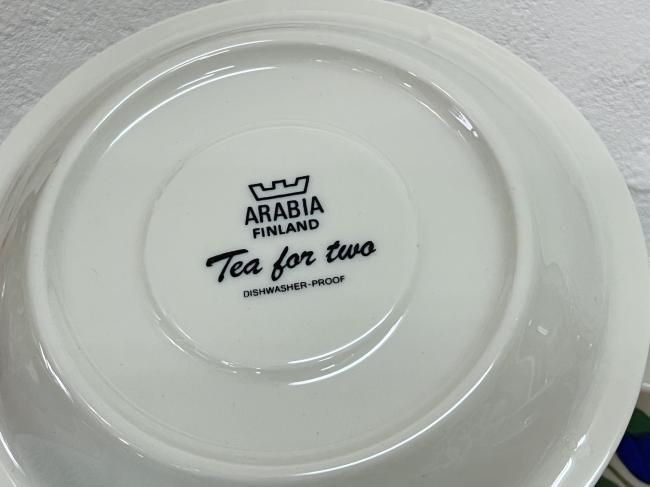 ARABIA
FINLAND
Tea for two
DISHWASHER-PROOF